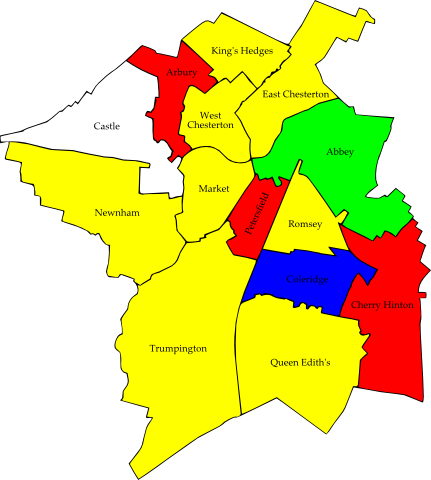 King's Hedges
Arbury
East Chesterton
West
Chesterton
Castle
Abbey
Market
Newnham
Petersfield
Romsey
Coleridge
Cherry Hinton
Trumpington
Queen Edith's